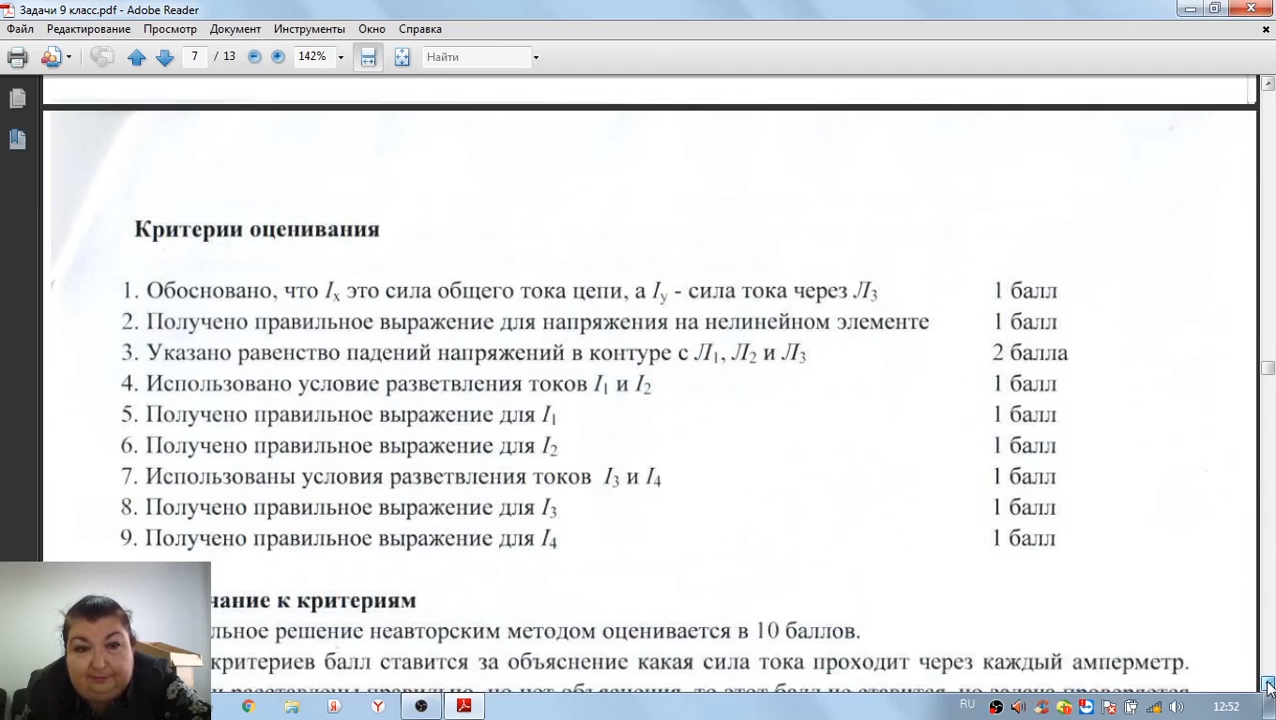 Задачи 9 класс.pdf - Adobe Reader
Файл Редактирование Просмотр Документ Инструменты Окно Справка
7 / 13 142% Найти
Критерии оценивания
1. Обосновано, что Ix это сила общего тока цепи, а Iy - сила тока через Л3 1 балл
2. Получено правильное выражение для напряжения на нелинейном элементе 1 балл
3. Указано равенство падений напряжений в контуре с Л1, Л2 и Л3 2 балла
4. Использовано условие разветвления токов I1 и I2 1 балл
5. Получено правильное выражение для I1 1 балл
6. Получено правильное выражение для I2 1 балл
7. Использованы условия разветвления токов I3 и I4 1 балл
8. Получено правильное выражение для I3 1 балл
9. Получено правильное выражение для I4 1 балл
чание к критериям
льное решение неавторским методом оценивается в 10 баллов.
критериев балл ставится за объяснение какая сила тока проходит через каждый амперметр.
RU 12:52